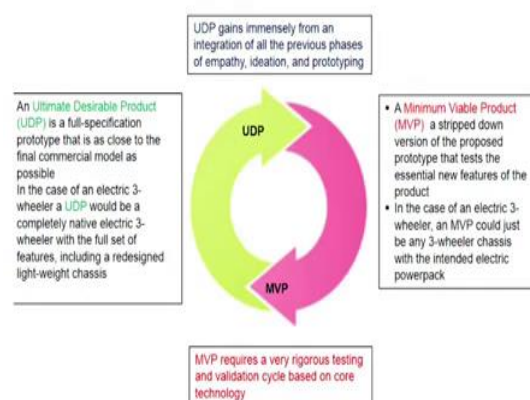 UDP gains immensely from an
integration of all the previous phases
of empathy, ideation, and prototyping
An Ultimate Desirable Product
(UDP) is a full-specification
prototype that is as close to the
final commercial model as
possible
In the case of an electric 3-
wheeler a UDP would be a
completely native electric 3-
wheeler with the full set of
features, including a redesigned
light-weight chassis
UDP
MVP
• A Minimum Viable Product
(MVP) a stripped down
version of the proposed
prototype that tests the
essential new features of the
product
• In the case of an electric 3-
wheeler, an MVP could just
be any 3-wheeler chassis
with the intended electric
powerpack
MVP requires a very rigorous testing
and validation cycle based on core
technology